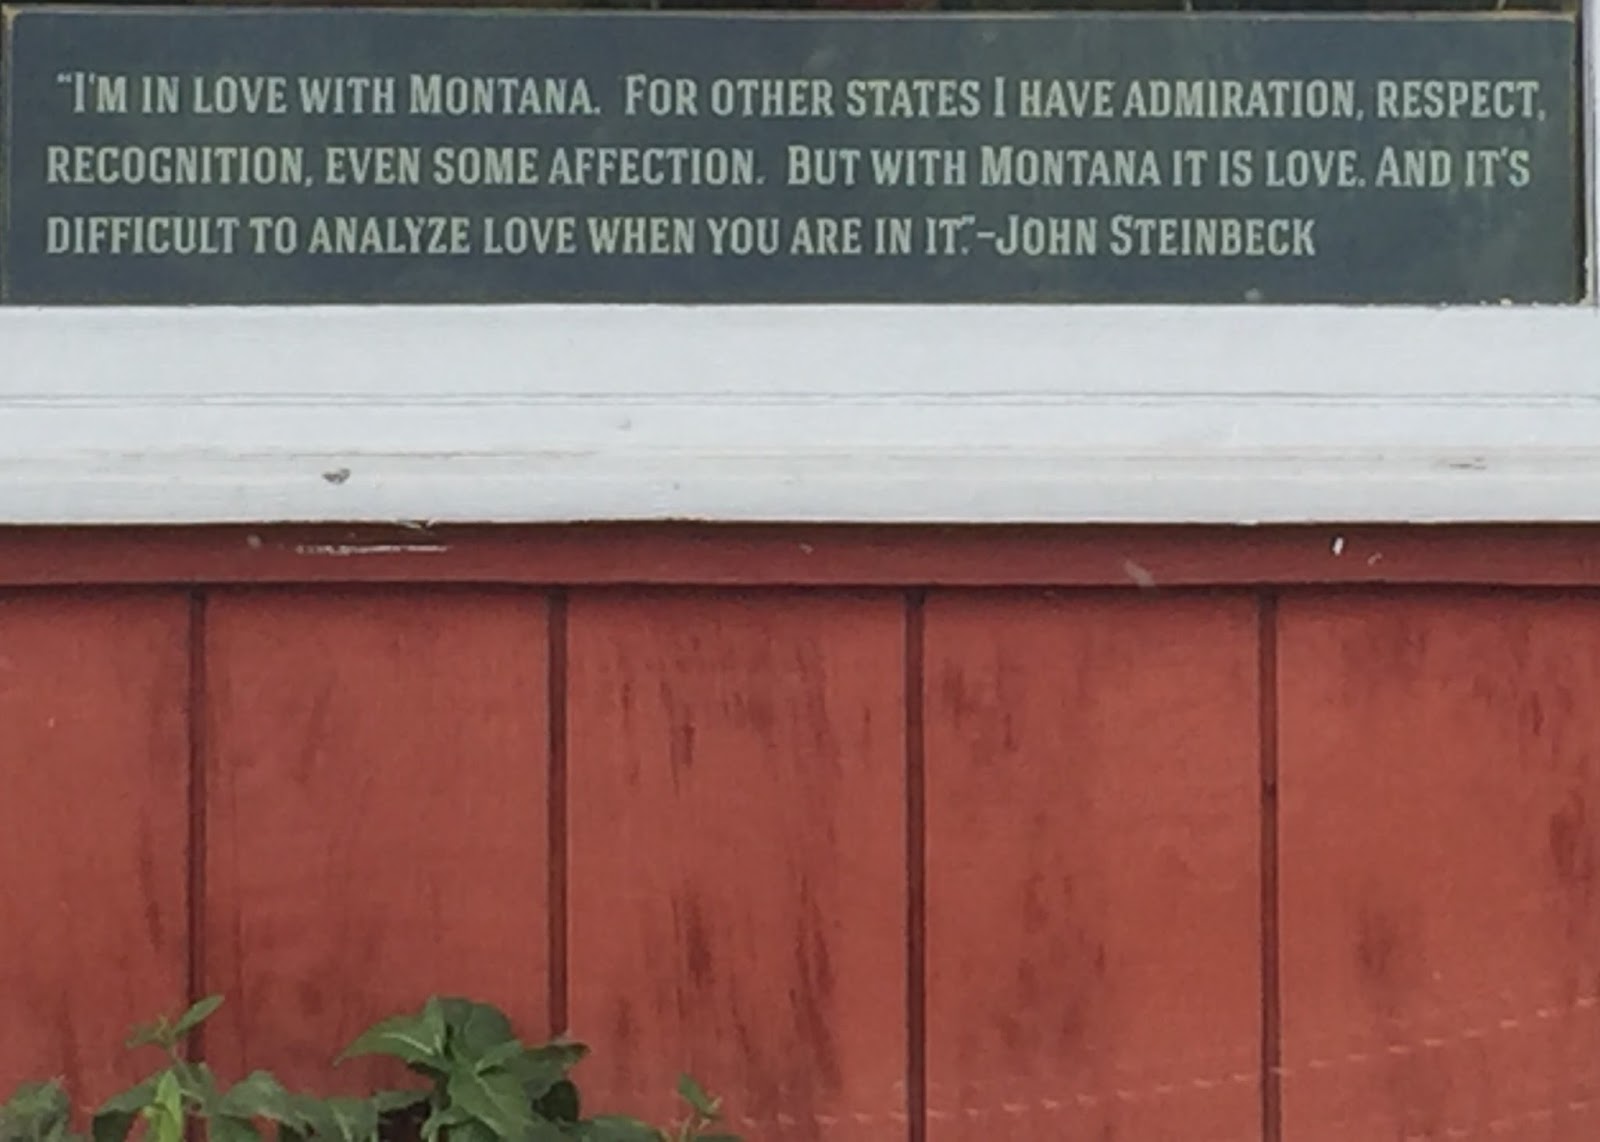 “I'M IN LOVE WITH MONTANA. FOR OTHER STATES I HAVE ADMIRATION, RESPECT,
RECOGNITION, EVEN SOME AFFECTION. BUT WITH MONTANA IT IS LOVE. AND IT'S
DIFFICULT TO ANALYZE LOVE WHEN YOU ARE IN IT.”-JOHN STEINBECK